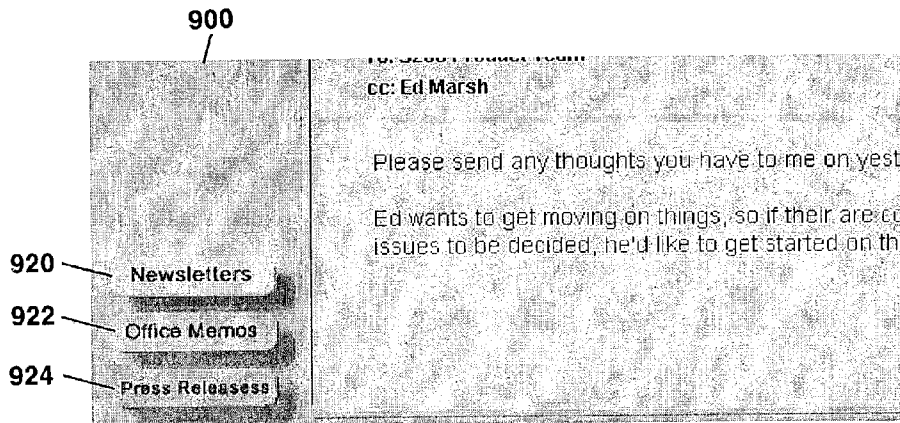 900
cc: Ed Marsh
Please send any thoughts you have to me on yest
Ed wants to get moving on things, so if their are co
issues to be decided, he'd like to get started on th
920
Newsletters
922
Office Memos
924
Press Releasess